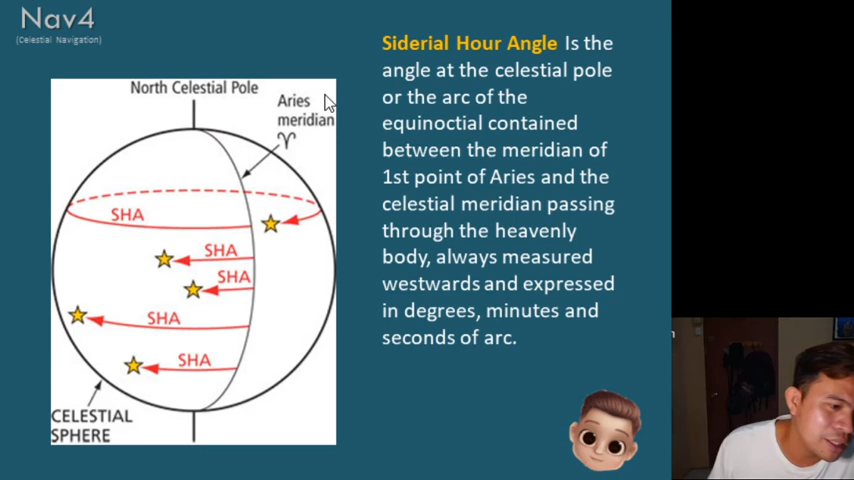 Nav4
(Celestial Navigation)
North Celestial Pole
Aries
meridian
♈
SHA
SHA
SHA
SHA
SHA
CELESTIAL
SPHERE
Siderial Hour Angle Is the
angle at the celestial pole
or the arc of the
equinoctial contained
between the meridian of
1st point of Aries and the
celestial meridian passing
through the heavenly
body, always measured
westwards and expressed
in degrees, minutes and
seconds of arc.